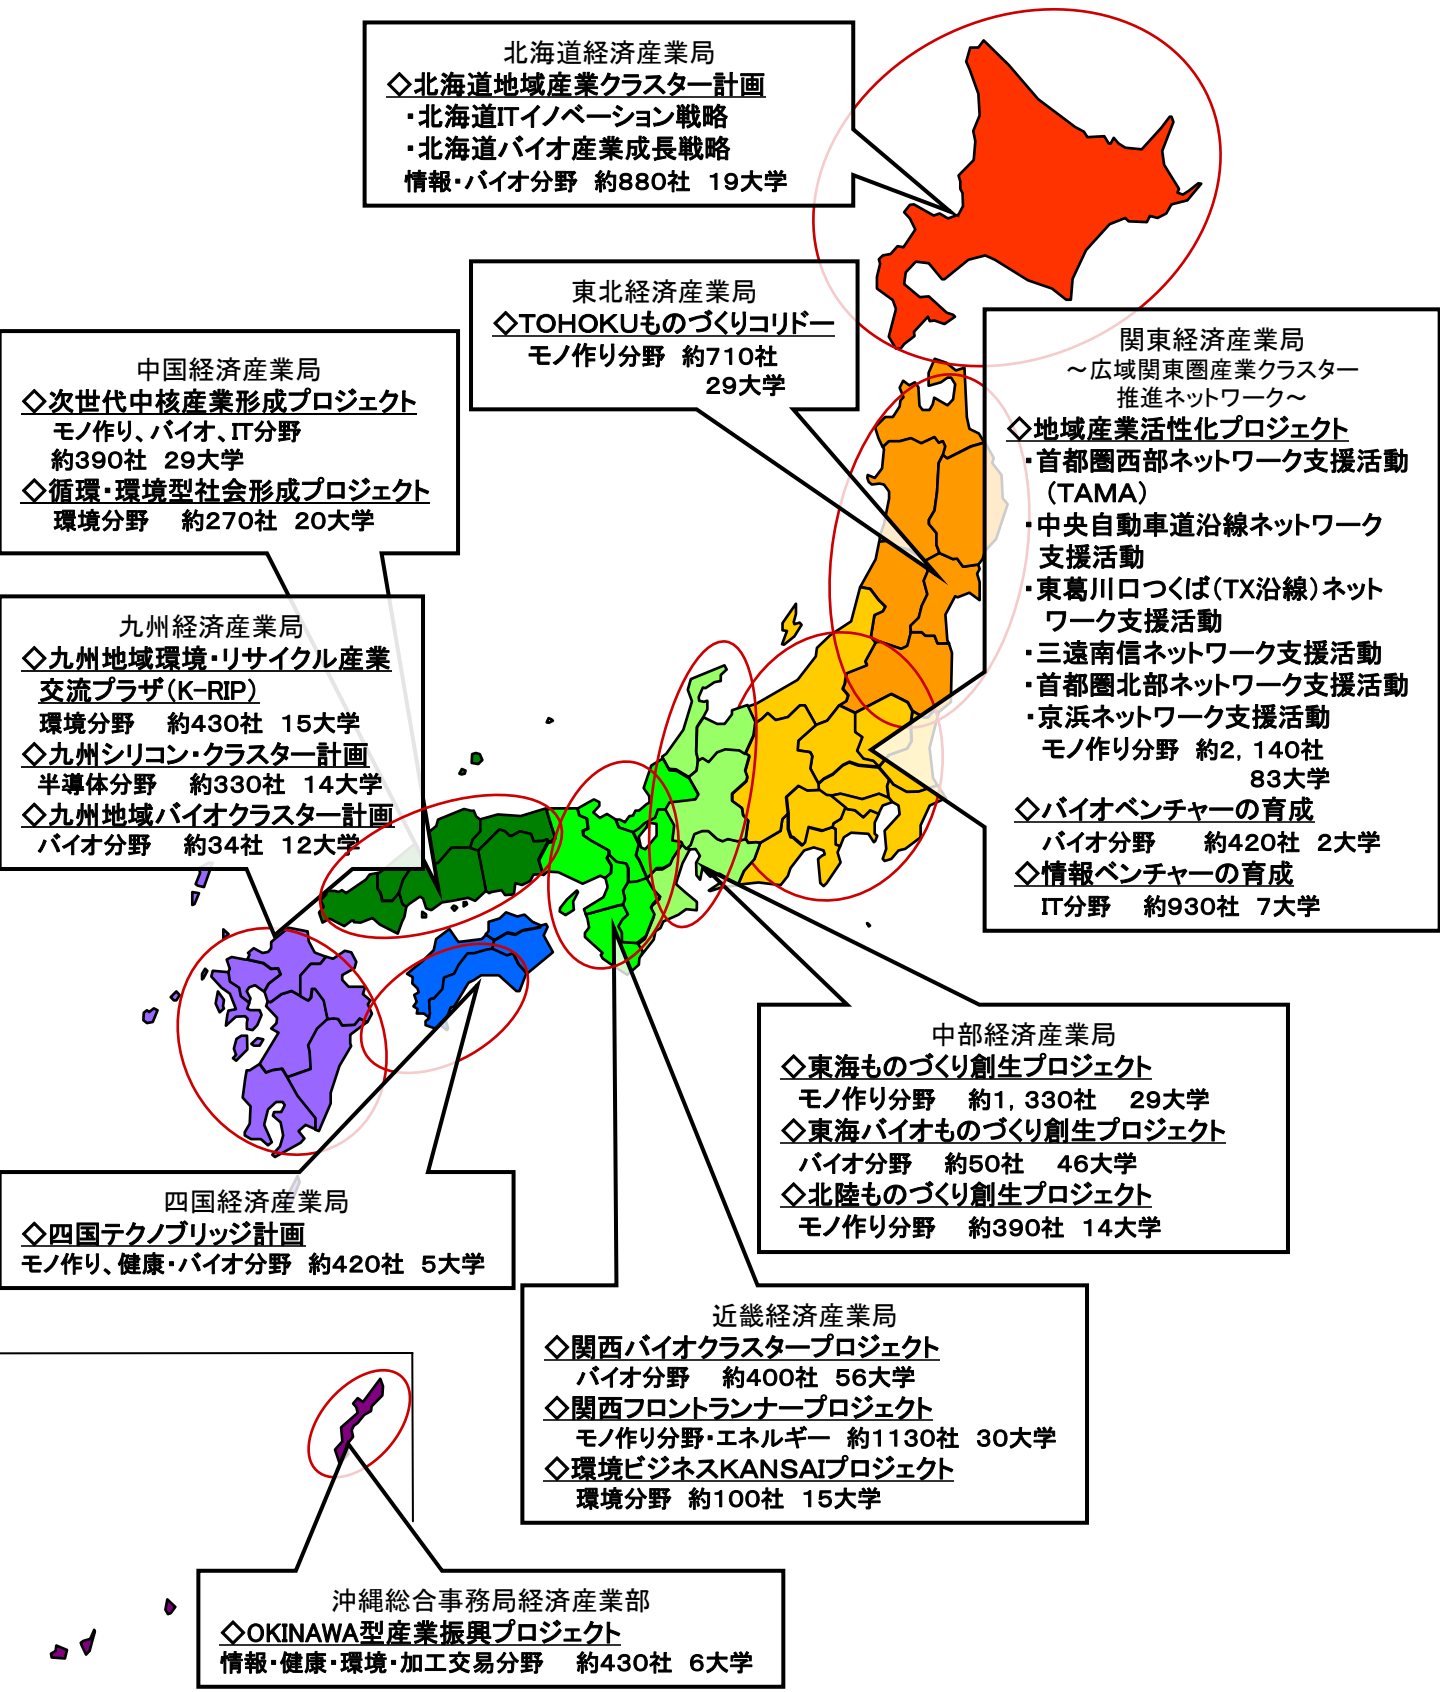 北海道経済産業局
◇北海道地域産業クラスター計画
・北海道ITイノベーション戦略
・北海道バイオ産業成長戦略
情報・バイオ分野　約880社　19大学
東北経済産業局
◇TOHOKUものづくりコリドー
モノ作り分野　約710社
29大学
関東経済産業局
～広域関東圏産業クラスター
推進ネットワーク～
◇地域産業活性化プロジェクト
・首都圏西部ネットワーク支援活動
（TAMA）
・中央自動車道沿線ネットワーク
支援活動
・東葛川口つくば（TX沿線）ネット
ワーク支援活動
・三遠南信ネットワーク支援活動
・首都圏北部ネットワーク支援活動
・京浜ネットワーク支援活動
モノ作り分野　約2，140社
83大学
◇バイオベンチャーの育成
バイオ分野　約420社　2大学
◇情報ベンチャーの育成
IT分野　約930社　7大学
中国経済産業局
◇次世代中核産業形成プロジェクト
モノ作り、バイオ、IT分野
約390社　29大学
◇循環・環境型社会形成プロジェクト
環境分野　約270社　20大学
九州経済産業局
◇九州地域環境・リサイクル産業
交流プラザ（K-RIP）
環境分野　約430社　15大学
◇九州シリコン・クラスター計画
半導体分野　約330社　14大学
◇九州地域バイオクラスター計画
バイオ分野　約34社　12大学
中部経済産業局
◇東海ものづくり創生プロジェクト
モノ作り分野　約1，330社　29大学
◇東海バイオものづくり創生プロジェクト
バイオ分野　約50社　46大学
◇北陸ものづくり創生プロジェクト
モノ作り分野　約390社　14大学
四国経済産業局
◇四国テクノブリッジ計画
モノ作り、健康・バイオ分野　約420社　5大学
近畿経済産業局
◇関西バイオクラスタープロジェクト
バイオ分野　約400社　56大学
◇関西フロントランナープロジェクト
モノ作り分野・エネルギー　約1130社　30大学
◇環境ビジネスKANSAIプロジェクト
環境分野　約100社　15大学
沖縄総合事務局経済産業部
◇OKINAWA型産業振興プロジェクト
情報・健康・環境・加工交易分野　約430社　6大学